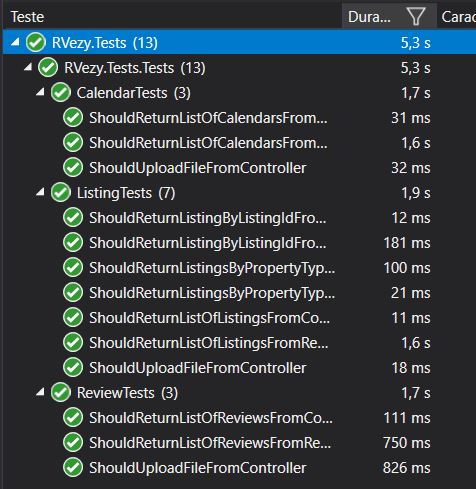 Teste Dura... Carac
RVezy.Tests (13) 5,3 s
RVezy.Tests.Tests (13) 5,3 s
CalendarTests (3) 1,7 s
ShouldReturnListOfCalendarsFrom... 31 ms
ShouldReturnListOfCalendarsFrom... 1,6 s
ShouldUploadFileFromController 32 ms
ListingTests (7) 1,9 s
ShouldReturnListingByListingIdFro... 12 ms
ShouldReturnListingByListingIdFro... 181 ms
ShouldReturnListingsByPropertyTyp... 100 ms
ShouldReturnListingsByPropertyTyp... 21 ms
ShouldReturnListOfListingsFromCo... 11 ms
ShouldReturnListOfListingsFromRe... 1,6 s
ShouldUploadFileFromController 18 ms
ReviewTests (3) 1,7 s
ShouldReturnListOfReviewsFromCo... 111 ms
ShouldReturnListOfReviewsFromRe... 750 ms
ShouldUploadFileFromController 826 ms